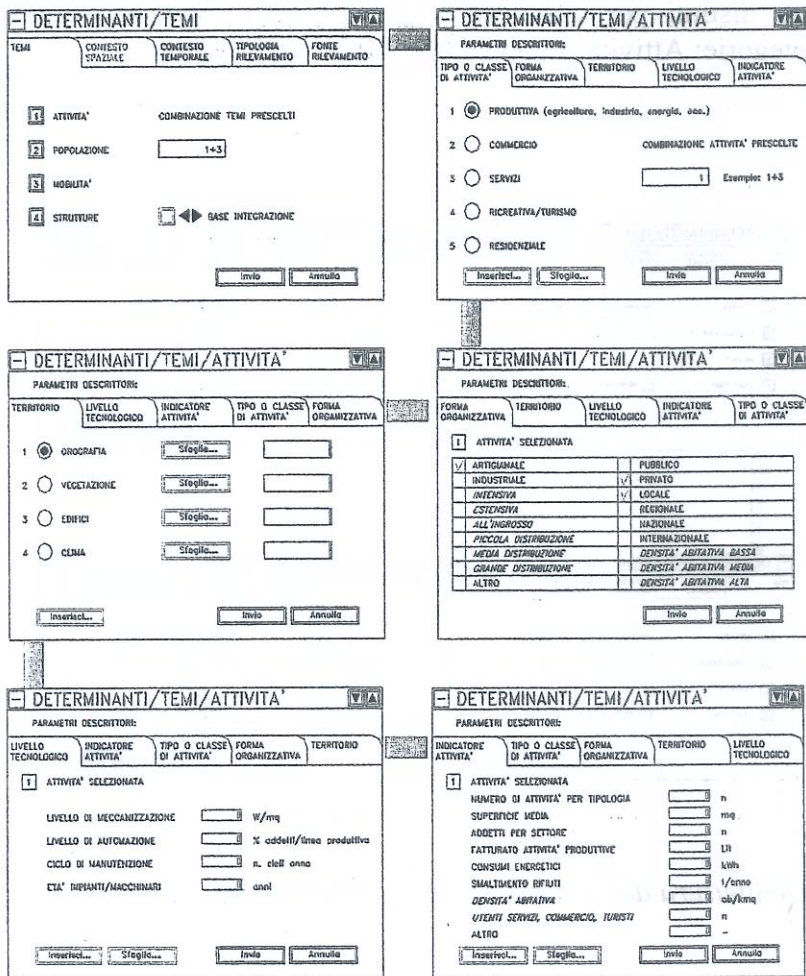 DETERMINANTI/TEMI
TEMI
CONTESTO SPAZIALE
CONTESTO TEMPORALE
TIPOLOGIA RILEVAMENTO
FONTE RILEVAMENTO
1 ATTIVITA'
COMBINAZIONE TEMI PRESCELTI
2 POPOLAZIONE
1+3
3 MOBILITA'
4 STRUTTURE
BASE INTEGRAZIONE
Invio
Annulla
DETERMINANTI/TEMI/ATTIVITA'
PARAMETRI DESCRITTORI:
TIPO O CLASSE DI ATTIVITA'
FORMA ORGANIZZATIVA
TERRITORIO
LIVELLO TECNOLOGICO
INDICATORE ATTIVITA'
1 PRODUTTIVA (agricoltura, industria, energia, ecc.)
2 COMMERCIO
COMBINAZIONE ATTIVITA' PRESCELTE
3 SERVIZI
1
Esempio: 1+3
4 RICREATIVA/TURISMO
5 RESIDENZIALE
Inserisci...
Sfoglia...
Invio
Annulla
DETERMINANTI/TEMI/ATTIVITA'
PARAMETRI DESCRITTORI:
TERRITORIO
LIVELLO TECNOLOGICO
INDICATORE ATTIVITA'
TIPO O CLASSE DI ATTIVITA'
FORMA ORGANIZZATIVA
1 OROGRAFIA
Sfoglia...
2 VEGETAZIONE
Sfoglia...
3 EDIFICI
Sfoglia...
4 CLIMA
Sfoglia...
Inserisci...
Invio
Annulla
DETERMINANTI/TEMI/ATTIVITA'
PARAMETRI DESCRITTORI:
FORMA ORGANIZZATIVA
TERRITORIO
LIVELLO TECNOLOGICO
INDICATORE ATTIVITA'
TIPO O CLASSE DI ATTIVITA'
1 ATTIVITA' SELEZIONATA
ARTIGIANALE
PUBBLICO
INDUSTRIALE
PRIVATO
INTENSIVA
LOCALE
ESTENSIVA
REGIONALE
ALL'INGROSSO
NAZIONALE
PICCOLA DISTRIBUZIONE
INTERNAZIONALE
MEDIA DISTRIBUZIONE
DENSITA' ABITATIVA BASSA
GRANDE DISTRIBUZIONE
DENSITA' ABITATIVA MEDIA
ALTRO
DENSITA' ABITATIVA ALTA
Invio
Annulla
DETERMINANTI/TEMI/ATTIVITA'
PARAMETRI DESCRITTORI:
LIVELLO TECNOLOGICO
INDICATORE ATTIVITA'
TIPO O CLASSE DI ATTIVITA'
FORMA ORGANIZZATIVA
TERRITORIO
1 ATTIVITA' SELEZIONATA
LIVELLO DI MECCANIZZAZIONE
W/mq
LIVELLO DI AUTOMAZIONE
% addetti/linea produttiva
CICLO DI MANUTENZIONE
n. cicli anno
ETA' IMPIANTI/MACCHINARI
anni
Inserisci...
Sfoglia...
Invio
Annulla
DETERMINANTI/TEMI/ATTIVITA'
PARAMETRI DESCRITTORI:
INDICATORE ATTIVITA'
TIPO O CLASSE DI ATTIVITA'
FORMA ORGANIZZATIVA
TERRITORIO
LIVELLO TECNOLOGICO
1 ATTIVITA' SELEZIONATA
NUMERO DI ATTIVITA' PER TIPOLOGIA
n
SUPERFICIE MEDIA
mq
ADDETTI PER SETTORE
n
FATTURATO ATTIVITA' PRODUTTIVE
Lit
CONSUMI ENERGETICI
kWh
SMALTIMENTO RIFIUTI
t/anno
DENSITA' ABITATIVA
ab/kmq
UTENTI SERVIZI, COMMERCIO, TURISTI
n
ALTRO
-
Inserisci...
Sfoglia...
Invio
Annulla